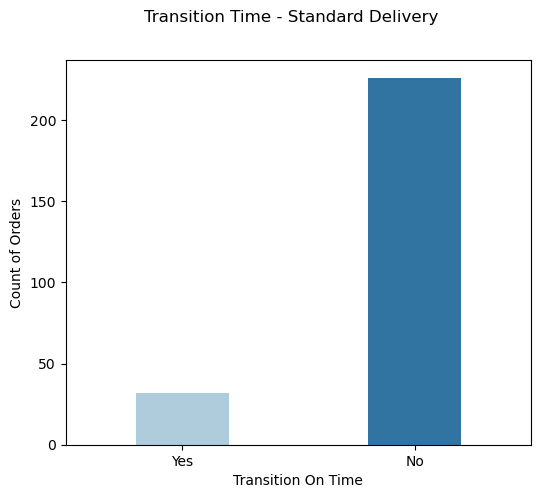 Transition Time - Standard Delivery
200
150
100
50
0
Count of Orders
Yes
No
Transition On Time